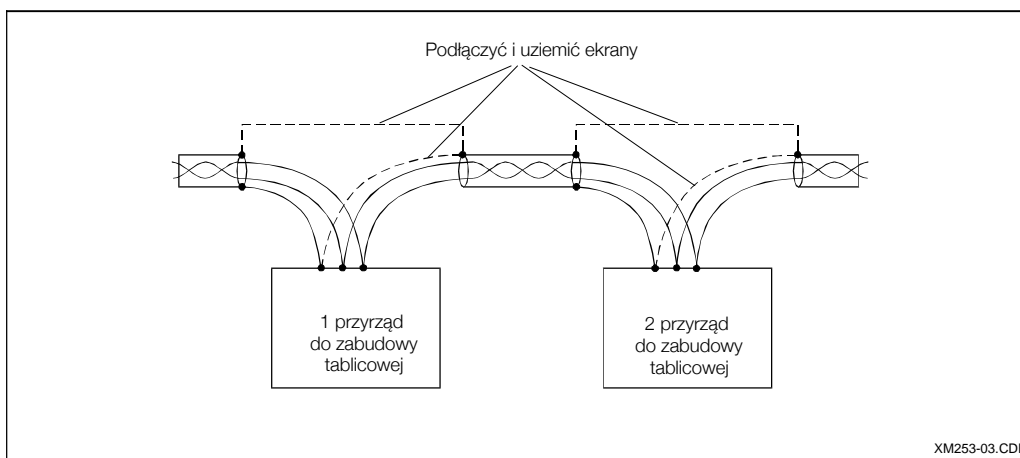 Podłączyć i uziemić ekrany
1 przyrząd
do zabudowy
tablicowej
2 przyrząd
do zabudowy
tablicowej
XM253-03.CDR